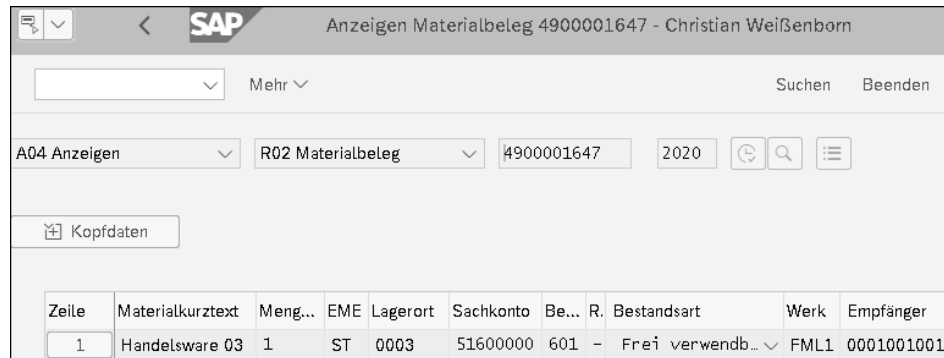 SAP Anzeigen Materialbeleg 4900001647 - Christian Weißenborn
Mehr Suchen Beenden
A04 Anzeigen R02 Materialbeleg 4900001647 2020
Kopfdaten
Zeile Materialkurztext Meng... EME Lagerort Sachkonto Be... R. Bestandsart Werk Empfänger
1 Handelsware 03 1 ST 0003 51600000 601 - Frei verwendb… FML1 0001001001